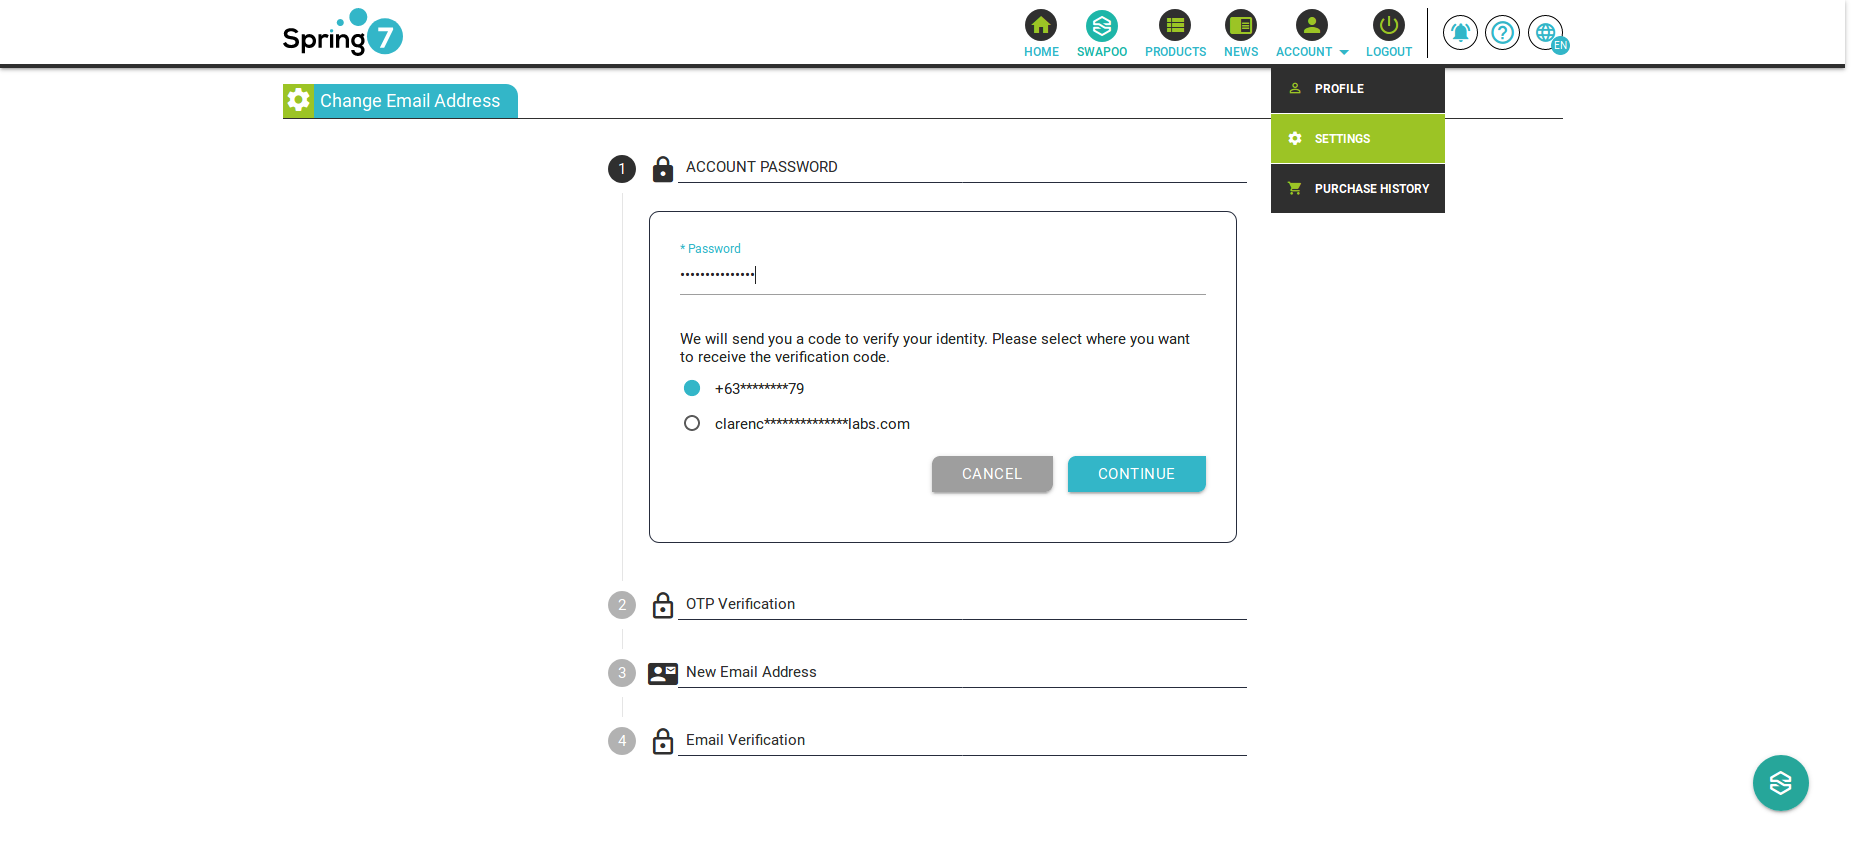 Spring 7
HOME
SWAPOO
PRODUCTS
NEWS
ACCOUNT
LOGOUT
EN
PROFILE
SETTINGS
PURCHASE HISTORY
Change Email Address
1
ACCOUNT PASSWORD
* Password
•••••••••••••••
We will send you a code to verify your identity. Please select where you want
to receive the verification code.
+63********79
clarenc**************labs.com
CANCEL
CONTINUE
2
OTP Verification
3
New Email Address
4
Email Verification